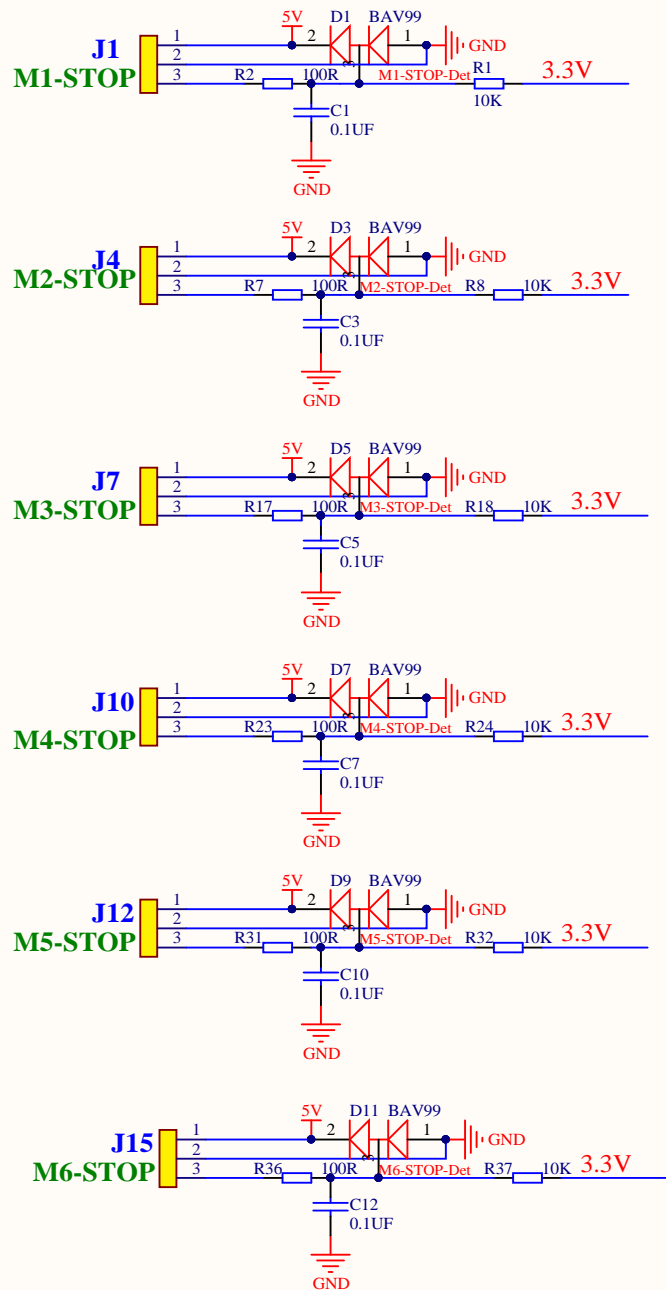 5V D1 BAV99
J1 1 2 1 GND
M1-STOP 2
3 R2 100R 3 M1-STOP-Det R1 3.3V
C1 10K
0.1UF
GND
5V D3 BAV99
J4 1 2 1 GND
M2-STOP 2
3 R7 100R 3 M2-STOP-Det R8 10K 3.3V
C3
0.1UF
GND
5V D5 BAV99
J7 1 2 1 GND
M3-STOP 2
3 R17 100R 3 M3-STOP-Det R18 10K 3.3V
C5
0.1UF
GND
5V D7 BAV99
J10 1 2 1 GND
M4-STOP 2
3 R23 100R 3 M4-STOP-Det R24 10K 3.3V
C7
0.1UF
GND
5V D9 BAV99
J12 1 2 1 GND
M5-STOP 2
3 R31 100R 3 M5-STOP-Det R32 10K 3.3V
C10
0.1UF
GND
5V D11 BAV99
J15 1 2 1 GND
M6-STOP 2
3 R36 100R 3 M6-STOP-Det R37 10K 3.3V
C12
0.1UF
GND